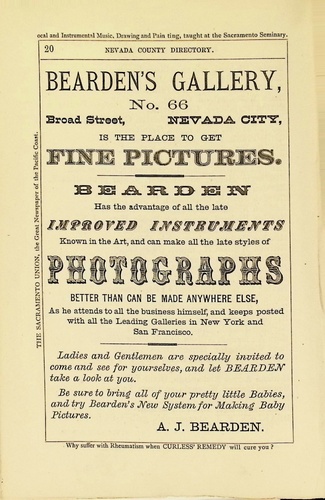 ocal and Instrumental Music, Drawing and Pain ting, taught at the Sacramento Seminary.
20 NEVADA COUNTY DIRECTORY.
THE SACRAMENTO UNION, the Great Newspaper of the Pacific Coast.
BEARDEN'S GALLERY,
No. 66
Broad Street, NEVADA CITY,
IS THE PLACE TO GET
FINE PICTURES.
BEARDEN
Has the advantage of all the late
IMPROVED INSTRUMENTS
Known in the Art, and can make all the late styles of
PHOTOGRAPHS
BETTER THAN CAN BE MADE ANYWHERE ELSE,
As he attends to all the business himself, and keeps posted
with all the Leading Galleries in New York and
San Francisco.
Ladies and Gentlemen are specially invited to
come and see for yourselves, and let BEARDEN
take a look at you.
Be sure to bring all of your pretty little Babies,
and try Bearden's New System for Making Baby
Pictures.
A. J. BEARDEN.
Why suffer with Rheumatism when CURLESS' REMEDY will cure you?